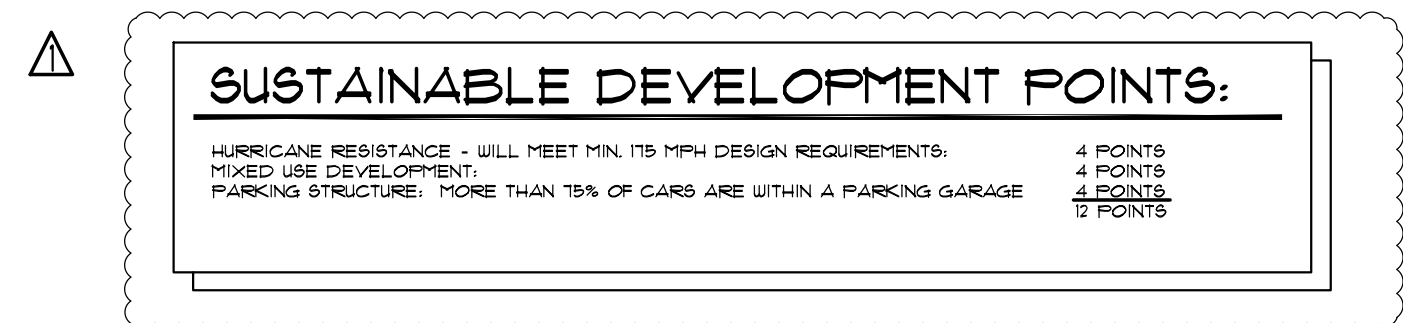 1
SUSTAINABLE DEVELOPMENT POINTS:
HURRICANE RESISTANCE - WILL MEET MIN. 175 MPH DESIGN REQUIREMENTS: 4 POINTS
MIXED USE DEVELOPMENT: 4 POINTS
PARKING STRUCTURE: MORE THAN 75% OF CARS ARE WITHIN A PARKING GARAGE 4 POINTS
12 POINTS